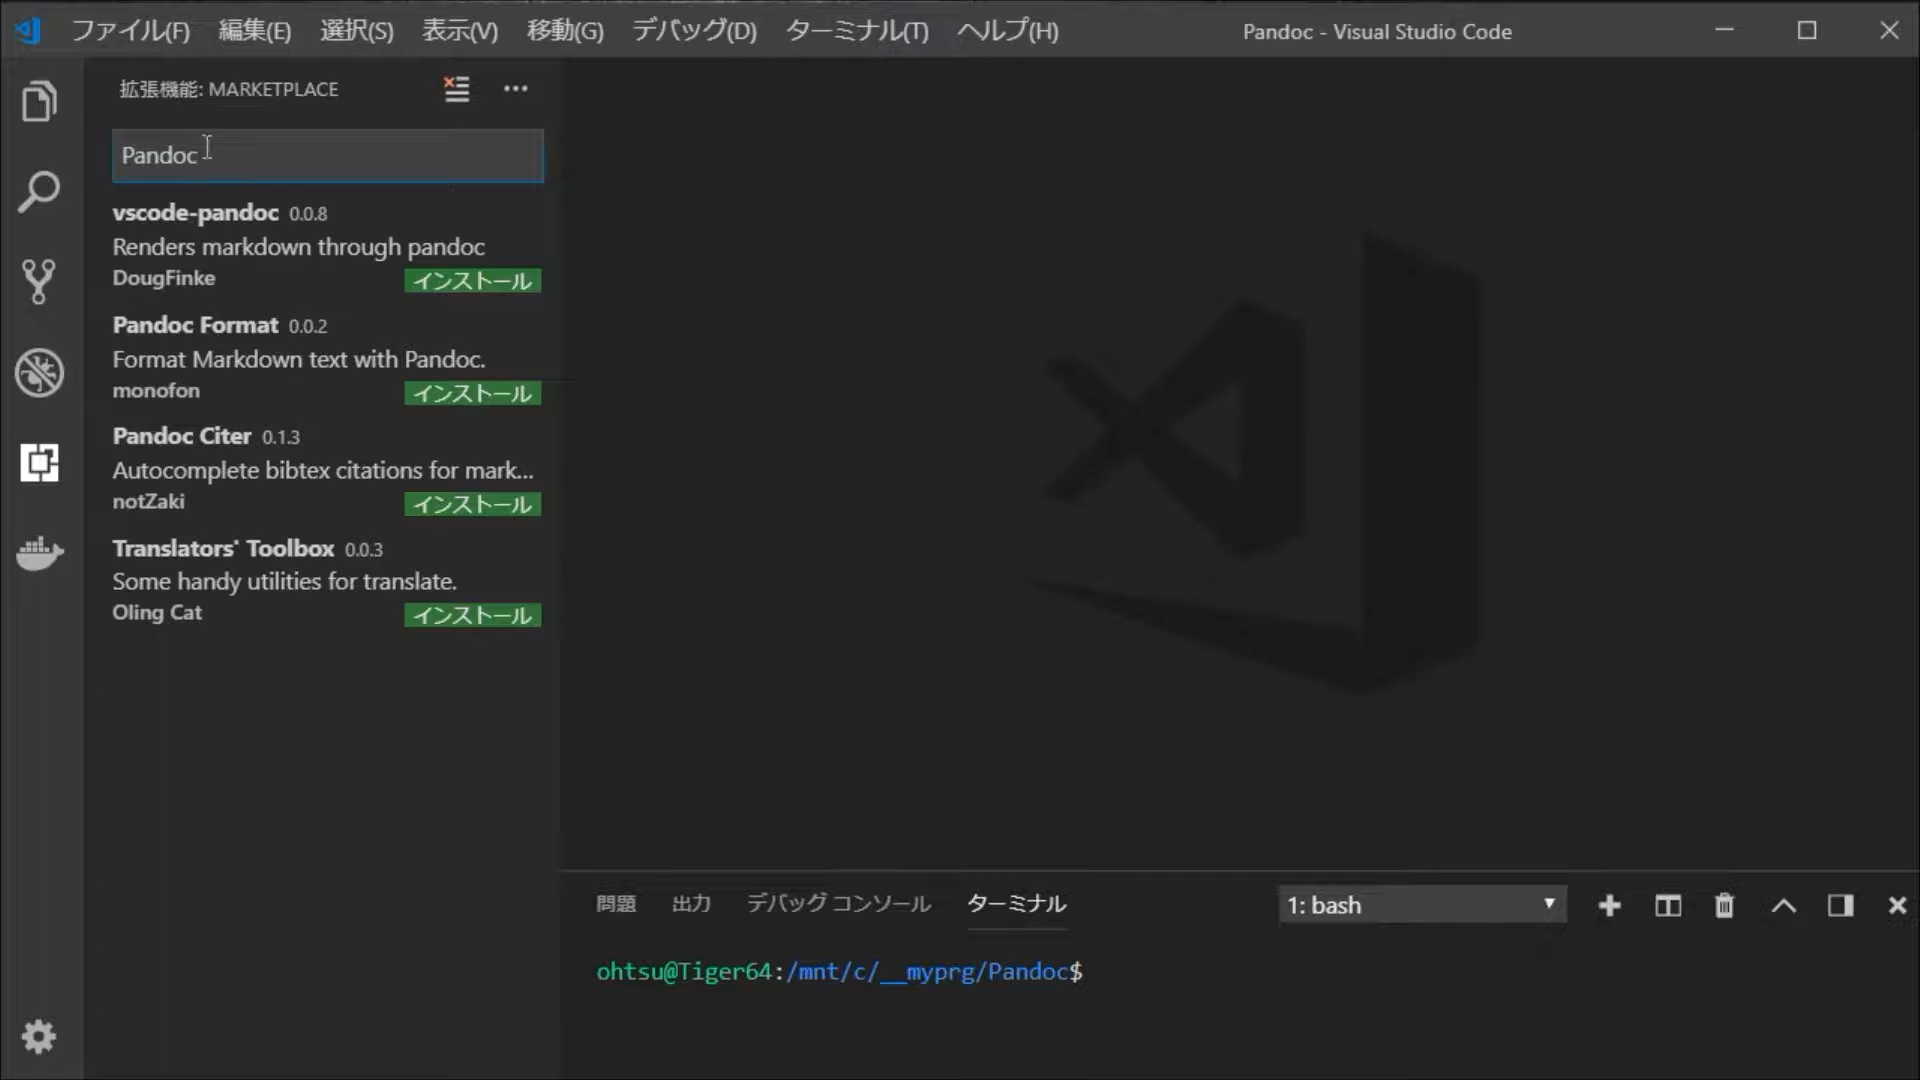 ファイル(F) 編集(E) 選択(S) 表示(V) 移動(G) デバッグ(D) ターミナル(T) ヘルプ(H) Pandoc - Visual Studio Code
拡張機能: MARKETPLACE
Pandoc
vscode-pandoc 0.0.8
Renders markdown through pandoc
DougFinke インストール
Pandoc Format 0.0.2
Format Markdown text with Pandoc.
monofon インストール
Pandoc Citer 0.1.3
Autocomplete bibtex citations for mark...
notZaki インストール
Translators' Toolbox 0.0.3
Some handy utilities for translate.
Oling Cat インストール
問題 出力 デバッグ コンソール ターミナル 1: bash
ohtsu@Tiger64:/mnt/c/__myprg/Pandoc$